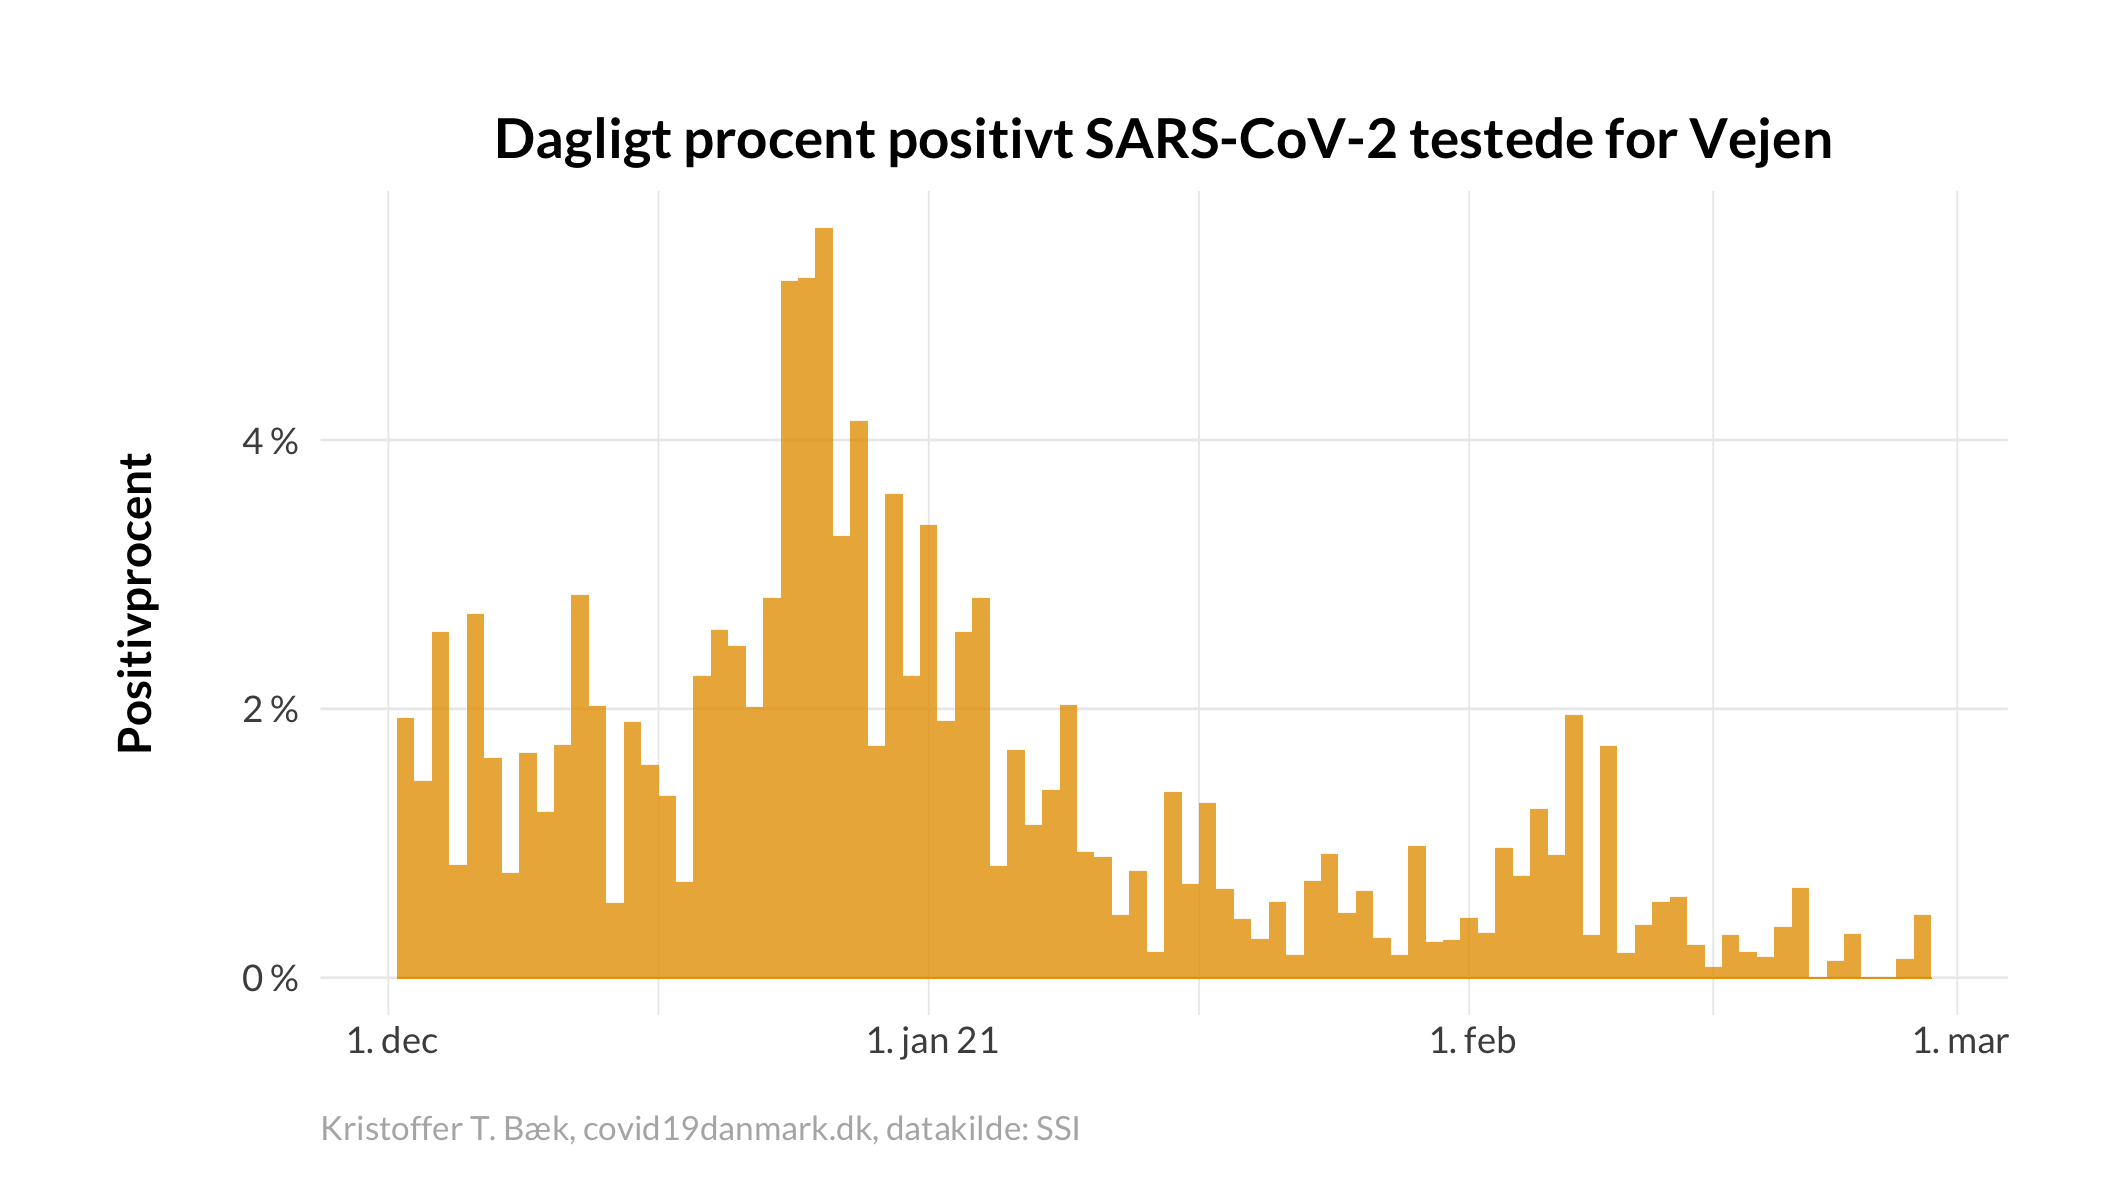 Dagligt procent positivt SARS-CoV-2 testede for Vejen
Positivprocent
4 %
2 %
0 %
1. dec
1. jan 21
1. feb
1. mar
Kristoffer T. Bæk, covid19danmark.dk, datakilde: SSI